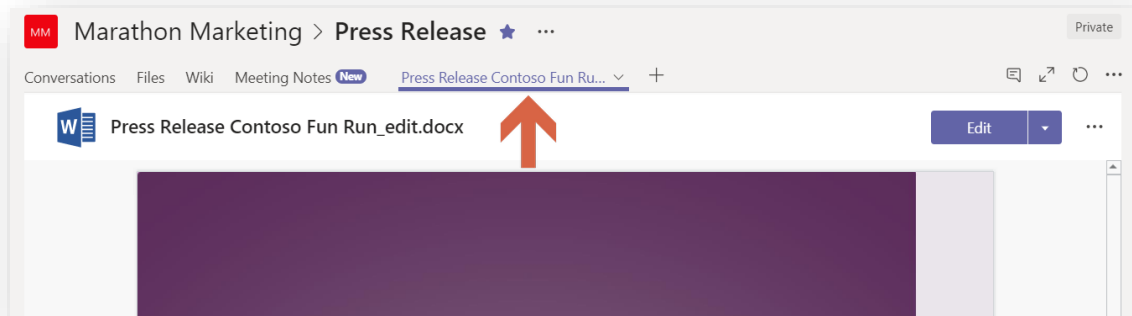 MM Marathon Marketing > Press Release ★ ···
Private
Conversations Files Wiki Meeting Notes New Press Release Contoso Fun Ru...
W Press Release Contoso Fun Run_edit.docx
Edit